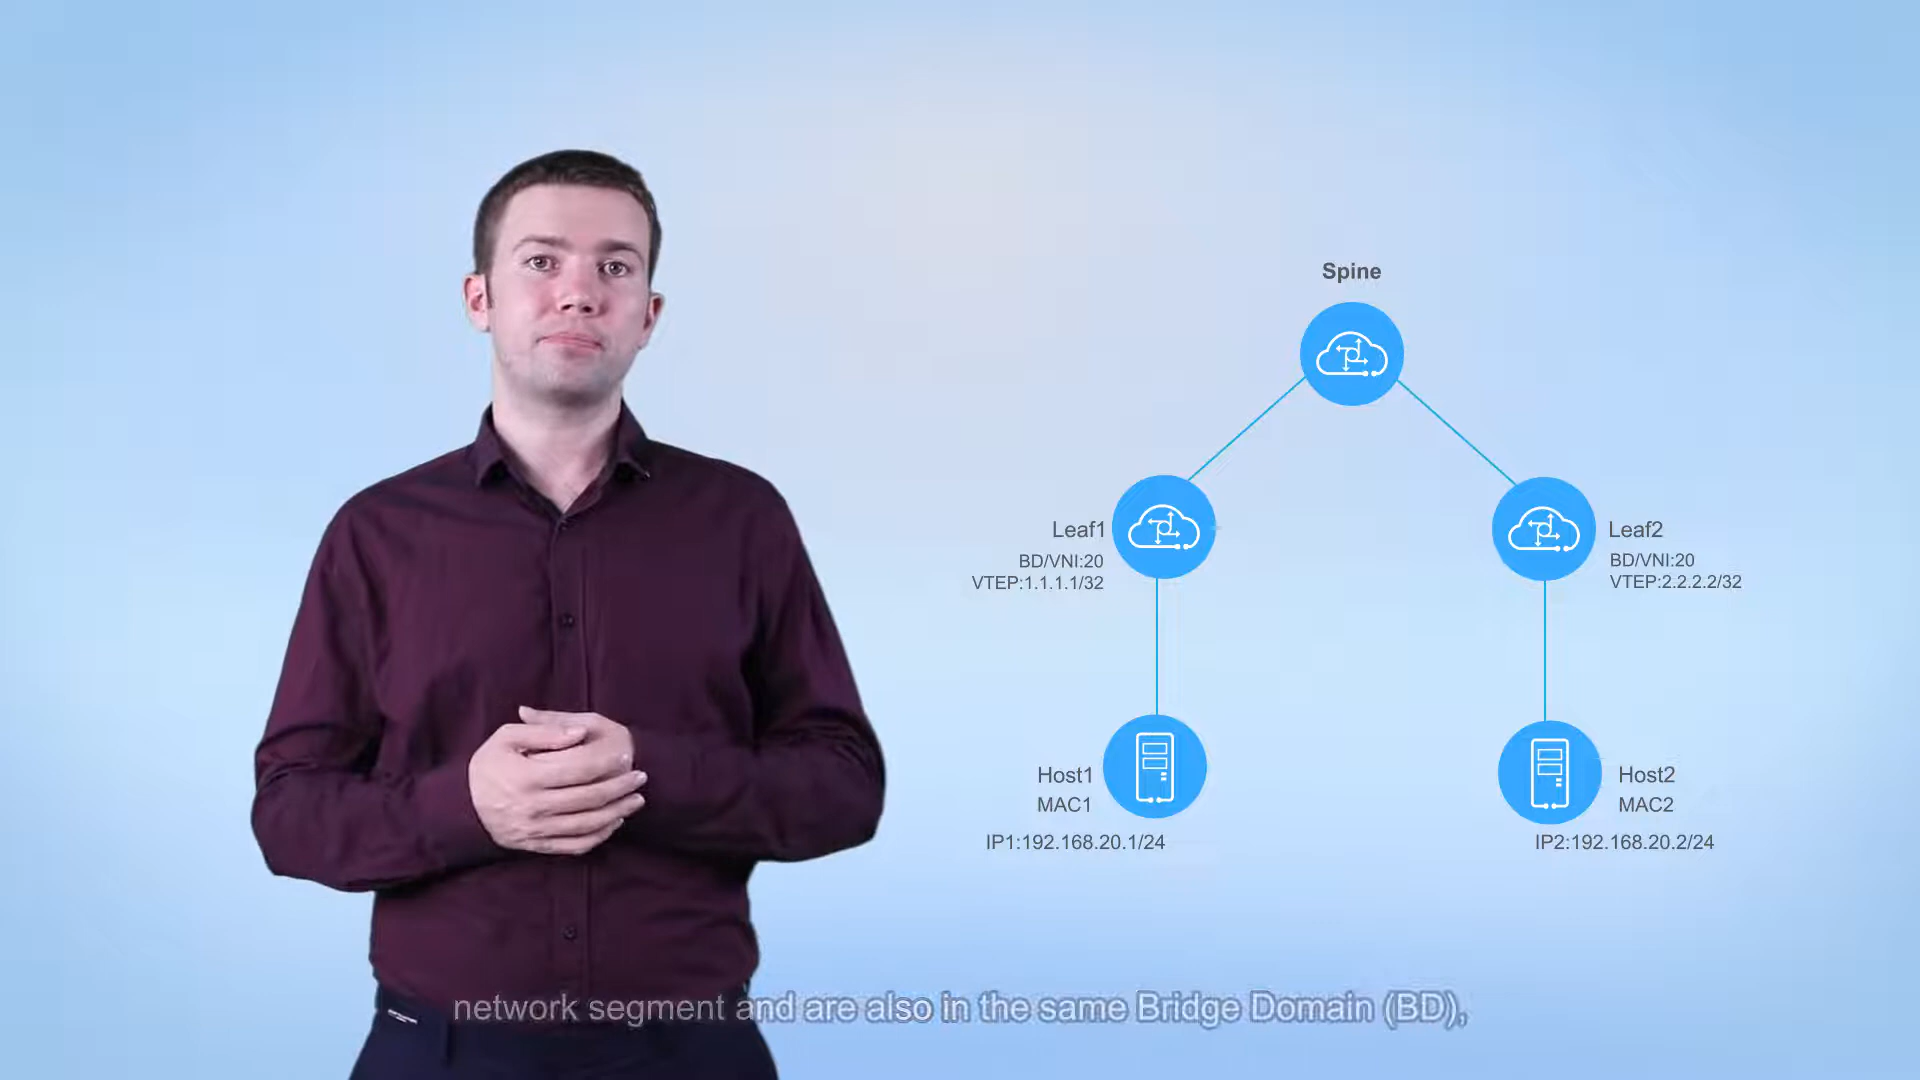 Spine
Leaf1
BD/VNI:20
VTEP:1.1.1.1/32
Leaf2
BD/VNI:20
VTEP:2.2.2.2/32
Host1
MAC1
IP1:192.168.20.1/24
Host2
MAC2
IP2:192.168.20.2/24
network segment and are also in the same Bridge Domain (BD),